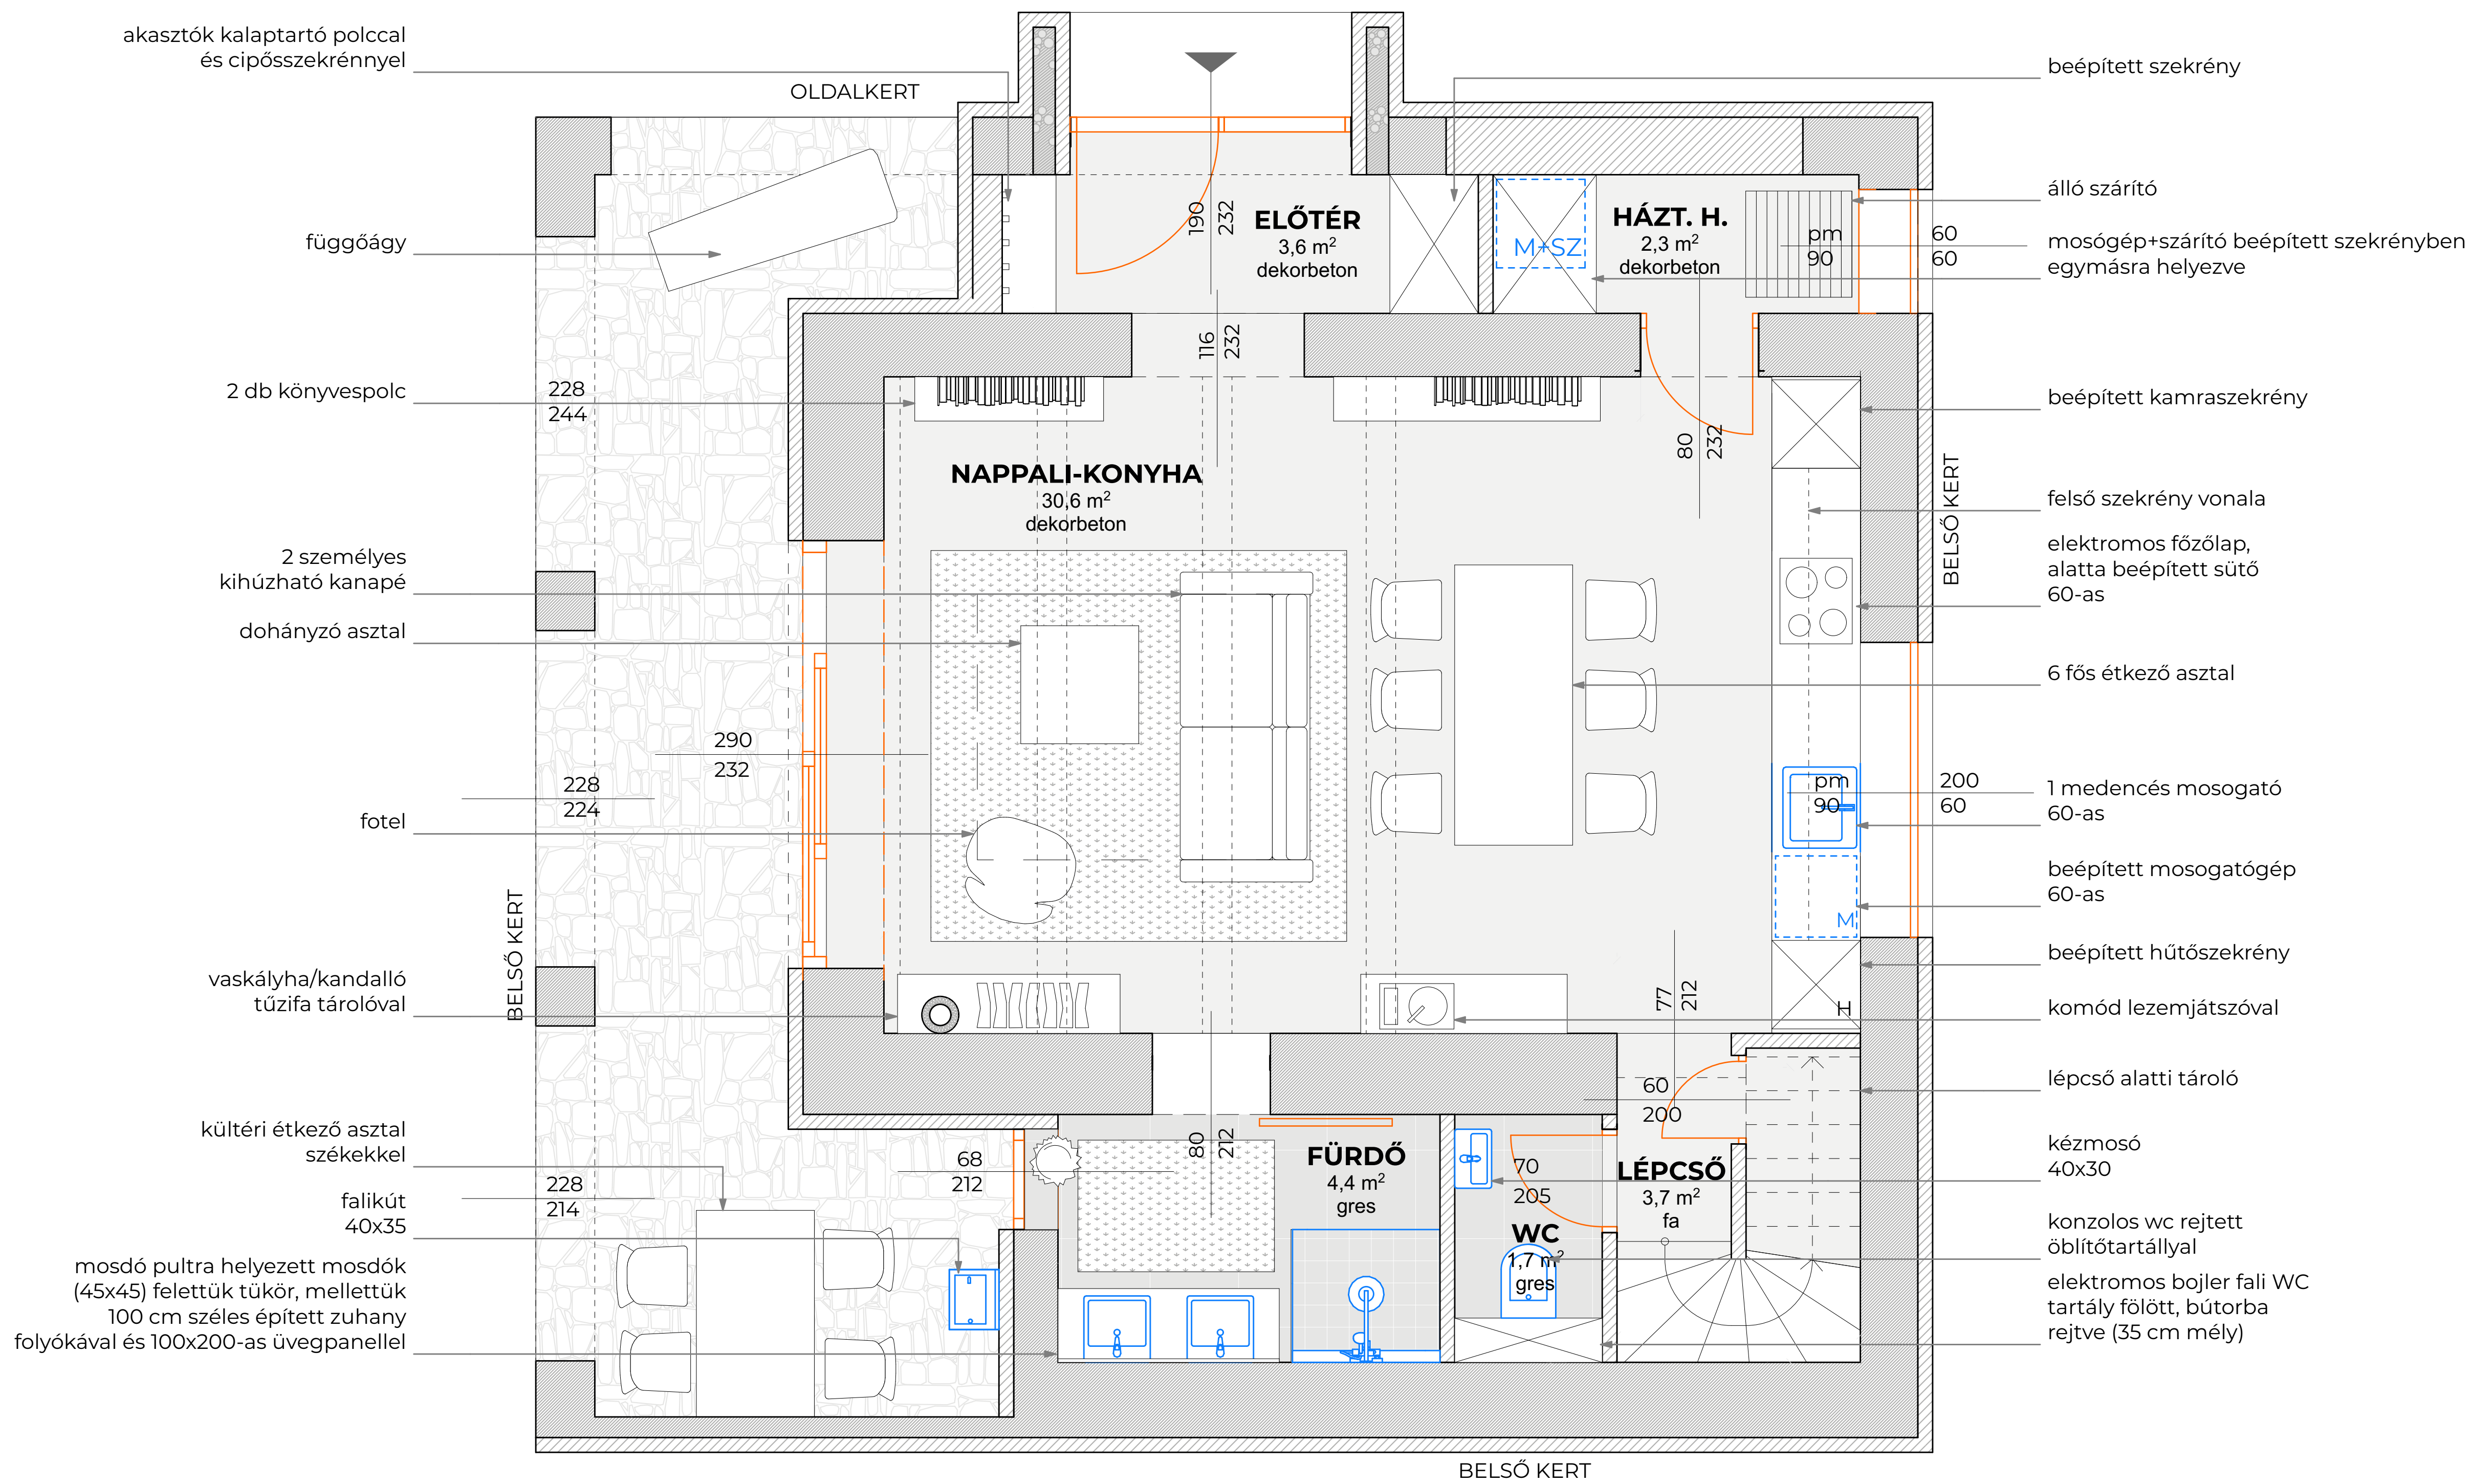 akasztók kalaptartó polccal
és cipősszekrénnyel
függőágy
2 db könyvespolc
2 személyes
kihúzható kanapé
dohányzó asztal
fotel
vaskályha/kandalló
tűzifa tárolóval
kültéri étkező asztal
székekkel
falikút
40x35
mosdó pultra helyezett mosdók
(45x45) felettük tükör, mellettük
100 cm széles épített zuhany
folyókával és 100x200-as üvegpanellel
OLDALKERT
BELSŐ KERT
228
244
228
224
228
214
290
232
68
212
190
232
ELŐTÉR
3,6 m²
dekorbeton
116
232
M+SZ
HÁZT. H.
2,3 m²
dekorbeton
pm
90
60
60
80
232
NAPPALI-KONYHA
30,6 m²
dekorbeton
pm
90
200
60
M
H
77
212
80
212
FÜRDŐ
4,4 m²
gres
70
205
WC
1,7 m²
gres
60
200
LÉPCSŐ
3,7 m²
fa
BELSŐ KERT
BELSŐ KERT
beépített szekrény
álló szárító
mosógép+szárító beépített szekrényben
egymásra helyezve
beépített kamraszekrény
felső szekrény vonala
elektromos főzőlap,
alatta beépített sütő
60-as
6 fős étkező asztal
1 medencés mosogató
60-as
beépített mosogatógép
60-as
beépített hűtőszekrény
komód lezemjátszóval
lépcső alatti tároló
kézmosó
40x30
konzolos wc rejtett
öblítőtartállyal
elektromos bojler fali WC
tartály fölött, bútorba
rejtve (35 cm mély)